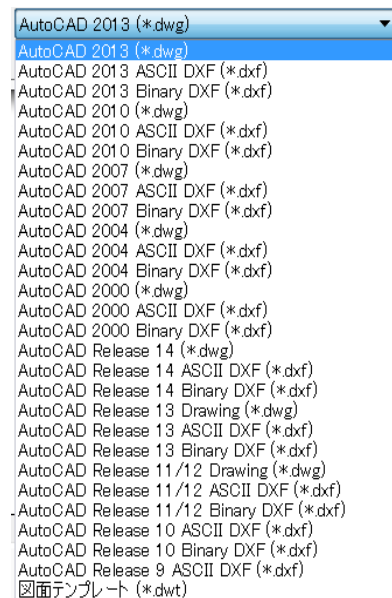 AutoCAD 2013 (*.dwg)
AutoCAD 2013 (*.dwg)
AutoCAD 2013 ASCII DXF (*.dxf)
AutoCAD 2013 Binary DXF (*.dxf)
AutoCAD 2010 (*.dwg)
AutoCAD 2010 ASCII DXF (*.dxf)
AutoCAD 2010 Binary DXF (*.dxf)
AutoCAD 2007 (*.dwg)
AutoCAD 2007 ASCII DXF (*.dxf)
AutoCAD 2007 Binary DXF (*.dxf)
AutoCAD 2004 (*.dwg)
AutoCAD 2004 ASCII DXF (*.dxf)
AutoCAD 2004 Binary DXF (*.dxf)
AutoCAD 2000 (*.dwg)
AutoCAD 2000 ASCII DXF (*.dxf)
AutoCAD 2000 Binary DXF (*.dxf)
AutoCAD Release 14 (*.dwg)
AutoCAD Release 14 ASCII DXF (*.dxf)
AutoCAD Release 14 Binary DXF (*.dxf)
AutoCAD Release 13 Drawing (*.dwg)
AutoCAD Release 13 ASCII DXF (*.dxf)
AutoCAD Release 13 Binary DXF (*.dxf)
AutoCAD Release 11/12 Drawing (*.dwg)
AutoCAD Release 11/12 ASCII DXF (*.dxf)
AutoCAD Release 11/12 Binary DXF (*.dxf)
AutoCAD Release 10 ASCII DXF (*.dxf)
AutoCAD Release 10 Binary DXF (*.dxf)
AutoCAD Release 9 ASCII DXF (*.dxf)
図面テンプレート (*.dwt)